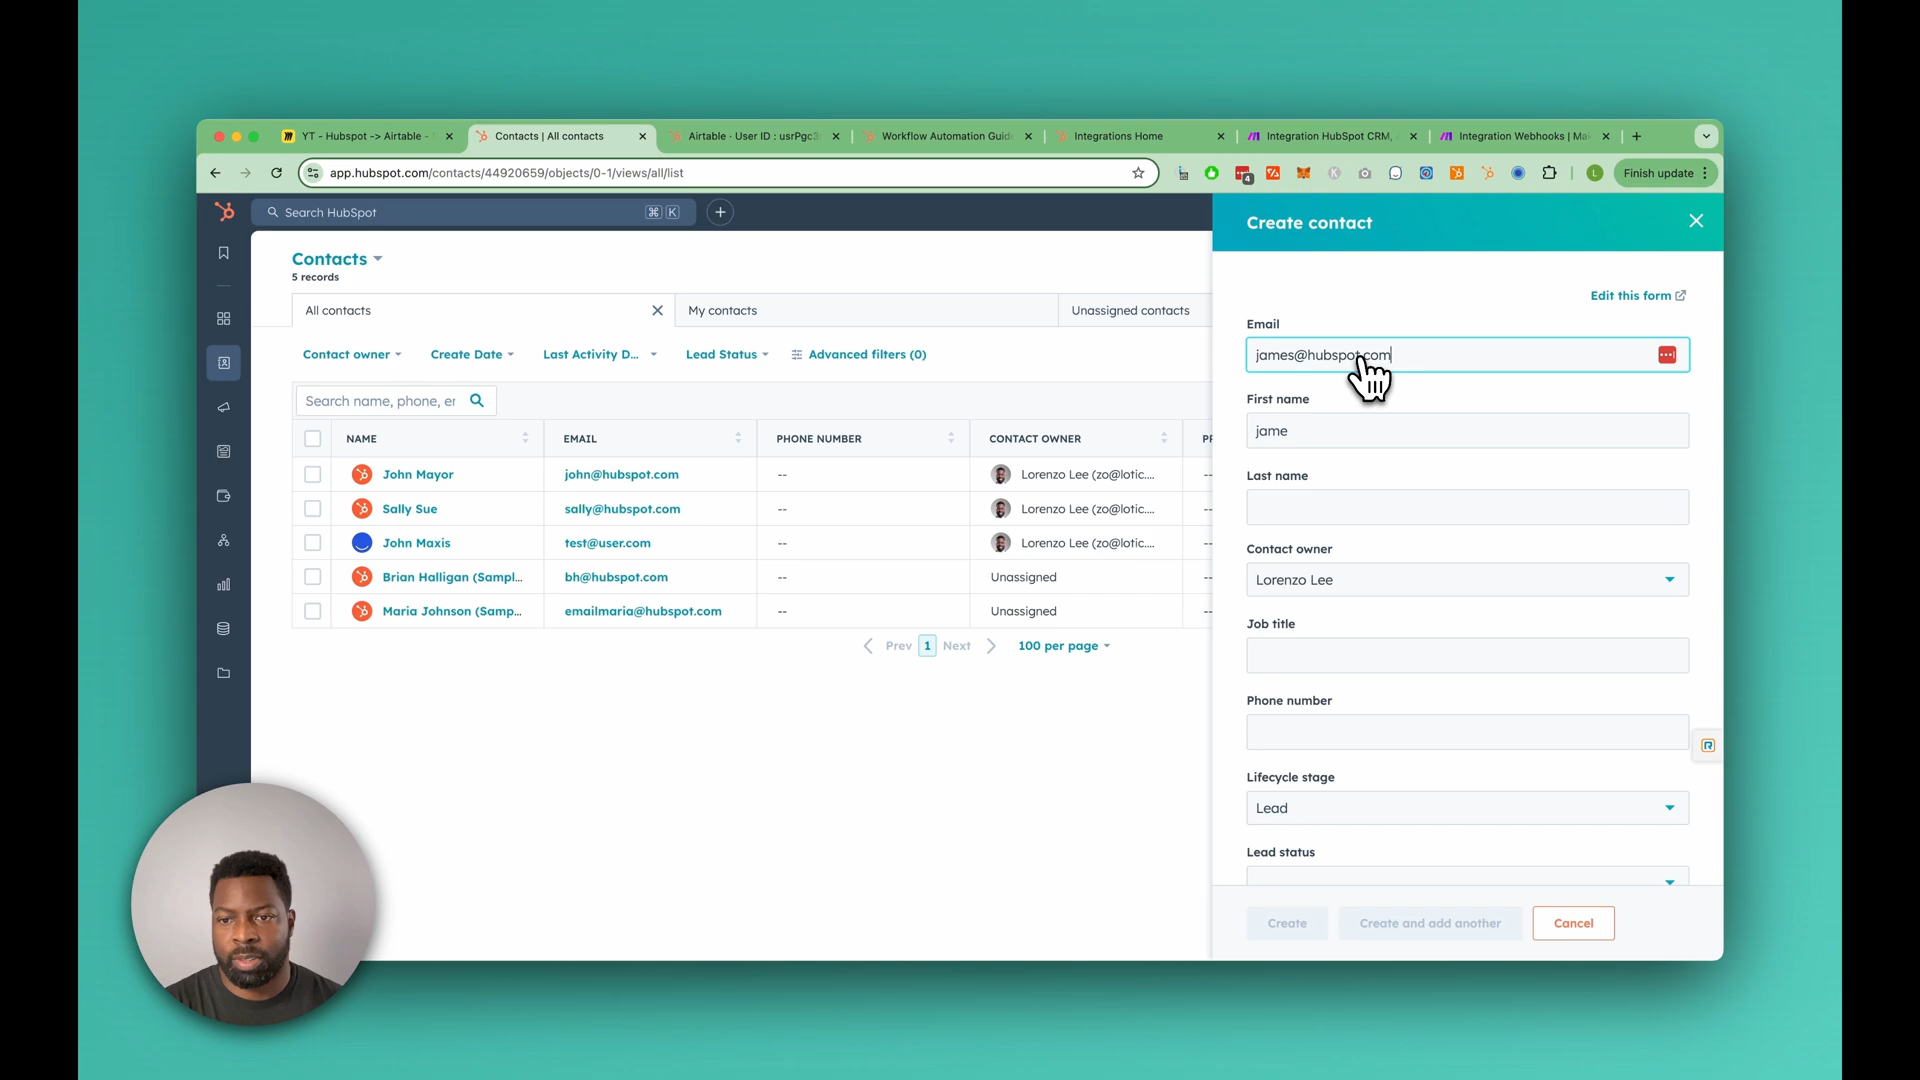 YT - Hubspot -> Airtable -
Contacts | All contacts
Airtable · User ID : usrPgc3
Workflow Automation Guid
Integrations Home
Integration HubSpot CRM,
Integration Webhooks | Ma
app.hubspot.com/contacts/44920659/objects/0-1/views/all/list
4
K
L
Finish update
Search HubSpot
⌘ K
Create contact
Contacts
5 records
Edit this form
All contacts
My contacts
Unassigned contacts
Email
james@hubspot.com
Contact owner
Create Date
Last Activity D...
Lead Status
Advanced filters (0)
Search name, phone, er
First name
jame
NAME
EMAIL
PHONE NUMBER
CONTACT OWNER
John Mayor
john@hubspot.com
--
Lorenzo Lee (zo@lotic....
--
Sally Sue
sally@hubspot.com
--
Lorenzo Lee (zo@lotic....
--
John Maxis
test@user.com
--
Lorenzo Lee (zo@lotic....
--
Brian Halligan (Sampl...
bh@hubspot.com
--
Unassigned
--
Maria Johnson (Samp...
emailmaria@hubspot.com
--
Unassigned
--
Prev 1 Next
100 per page
Last name
Contact owner
Lorenzo Lee
Job title
Phone number
Lifecycle stage
Lead
Lead status
Create
Create and add another
Cancel